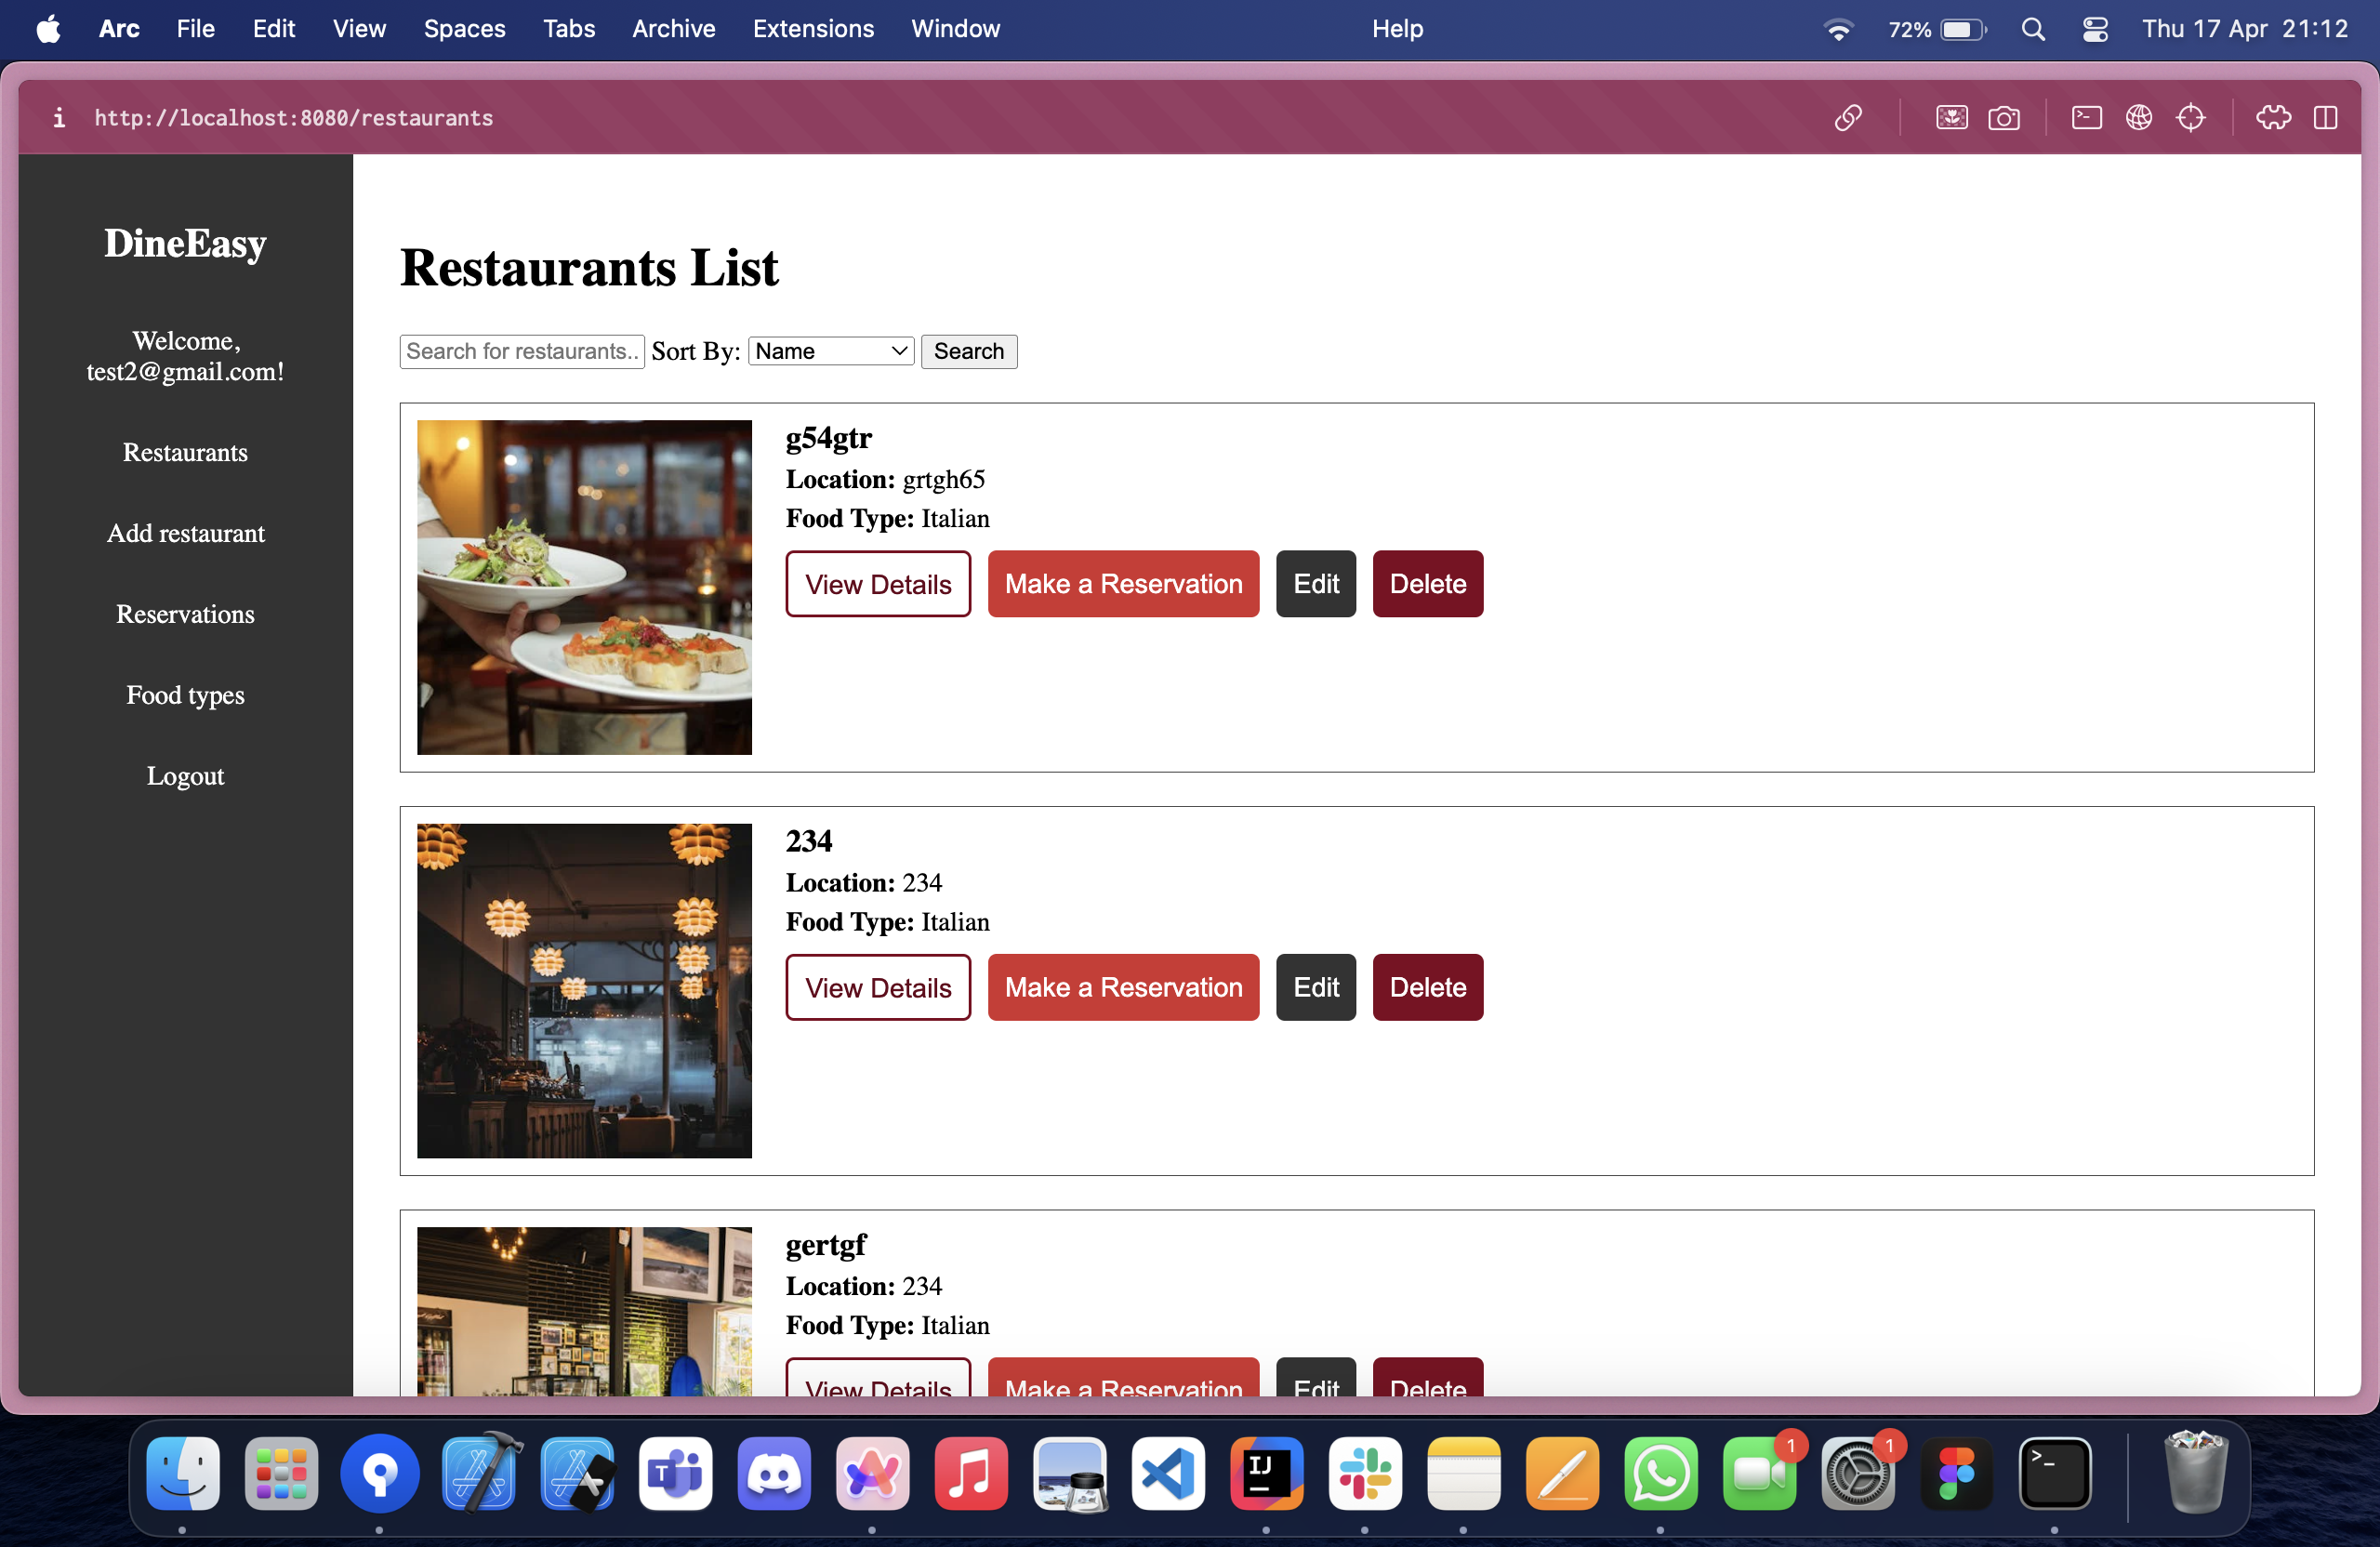 Arc File Edit View Spaces Tabs Archive Extensions Window Help 72% Thu 17 Apr 21:12
i http://localhost:8080/restaurants
DineEasy
Welcome,
test2@gmail.com!
Restaurants
Add restaurant
Reservations
Food types
Logout
Restaurants List
Search for restaurants.. Sort By: Name Search
g54gtr
Location: grtgh65
Food Type: Italian
View Details Make a Reservation Edit Delete
234
Location: 234
Food Type: Italian
View Details Make a Reservation Edit Delete
gertgf
Location: 234
Food Type: Italian
View Details Make a Reservation Edit Delete
T IJ 1 1 >_